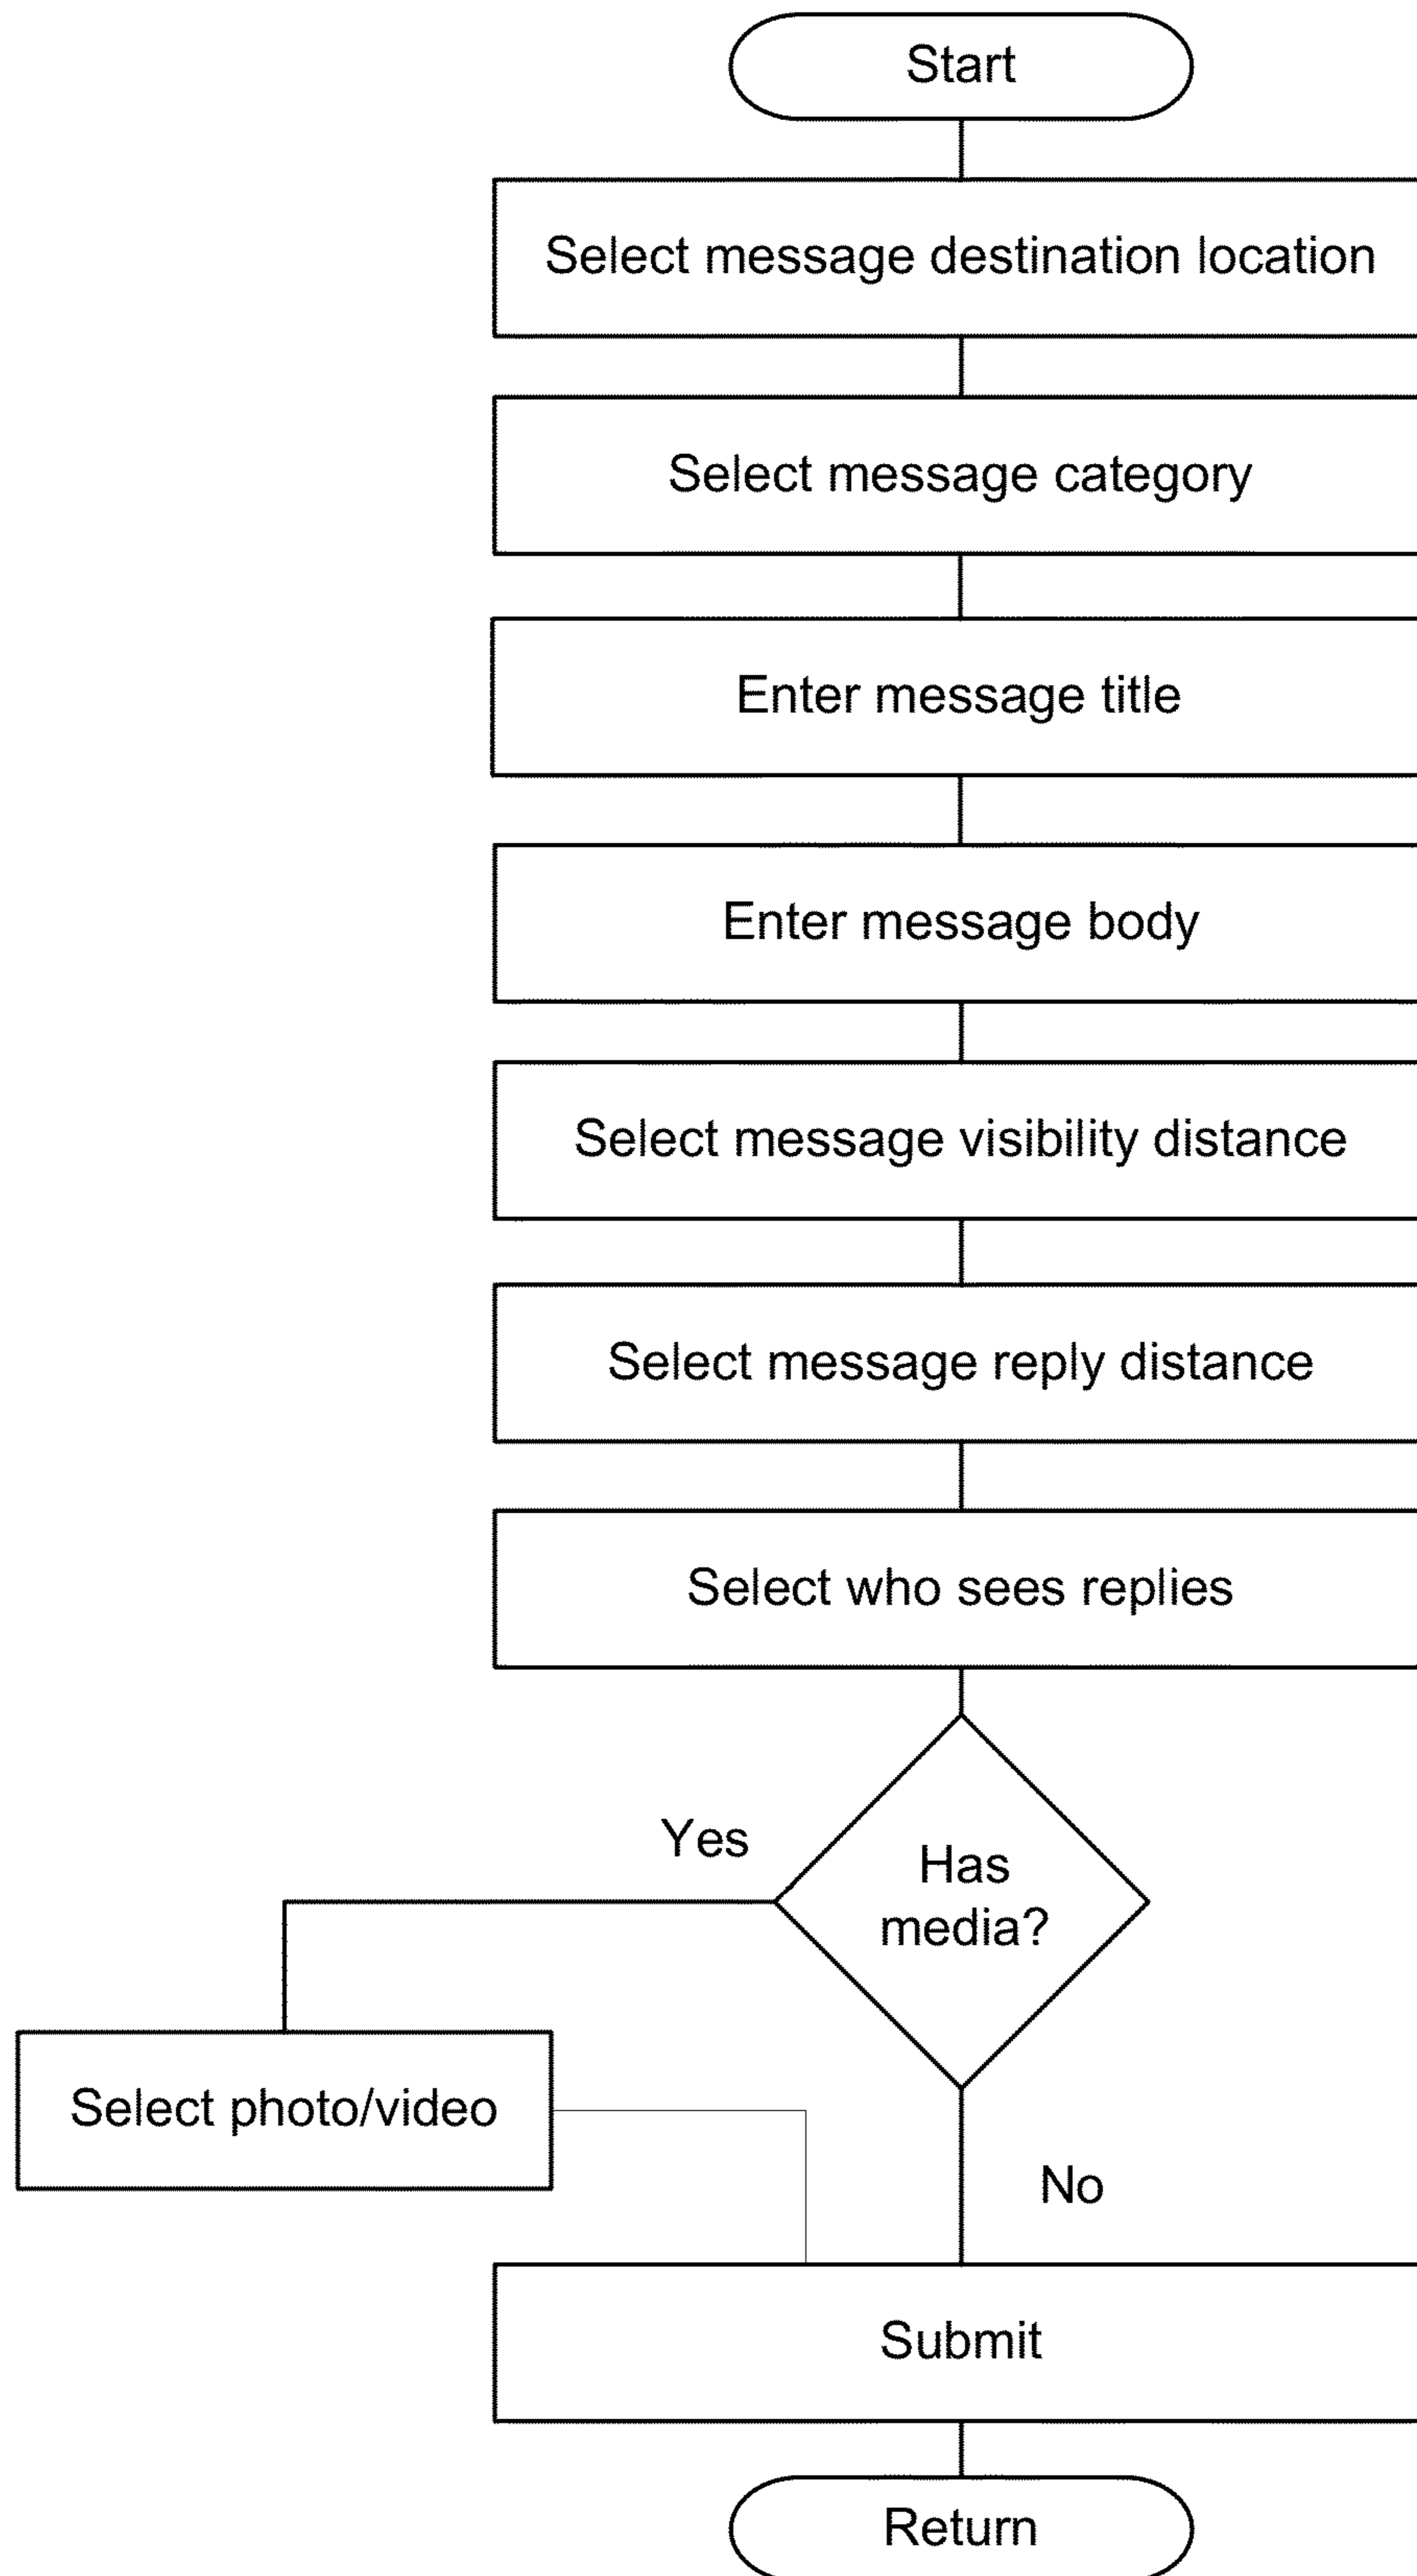 Start
Select message destination location
Select message category
Enter message title
Enter message body
Select message visibility distance
Select message reply distance
Select who sees replies
Yes
Has
media?
Select photo/video
No
Submit
Return